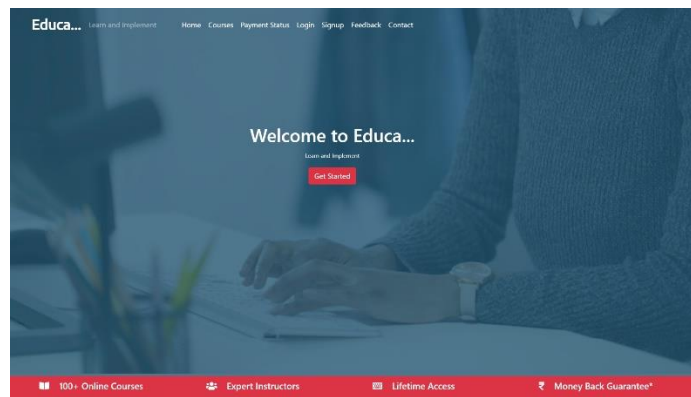 Educa... Learn and Implement Home Courses Payment Status Login Signup Feedback Contact
Welcome to Educa...
Learn and Implement
Get Started
100+ Online Courses Expert Instructors Lifetime Access ₹ Money Back Guarantee*